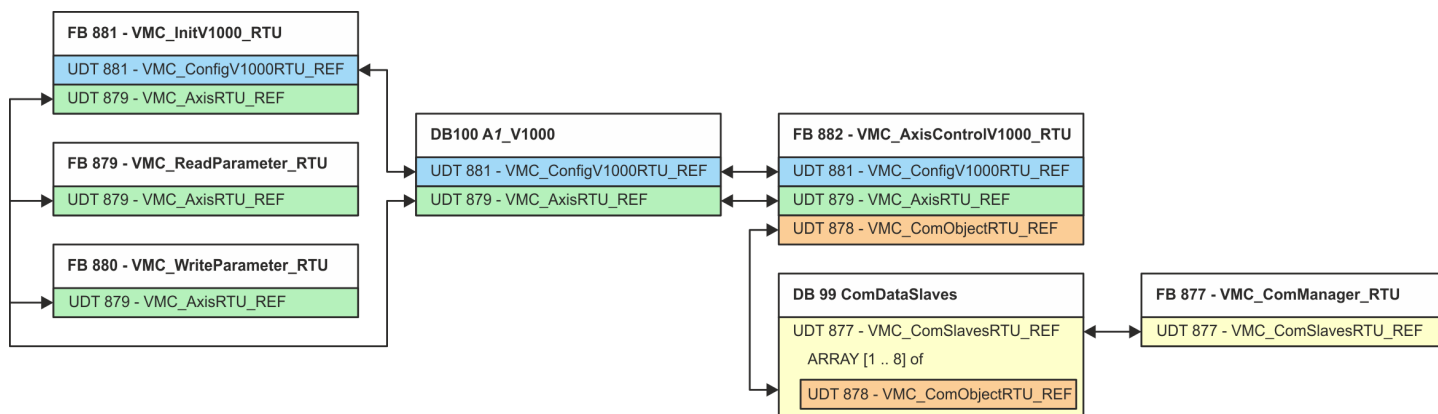 FB 881 - VMC_InitV1000_RTU
UDT 881 - VMC_ConfigV1000RTU_REF
UDT 879 - VMC_AxisRTU_REF
FB 879 - VMC_ReadParameter_RTU
UDT 879 - VMC_AxisRTU_REF
FB 880 - VMC_WriteParameter_RTU
UDT 879 - VMC_AxisRTU_REF
DB100 A1_V1000
UDT 881 - VMC_ConfigV1000RTU_REF
UDT 879 - VMC_AxisRTU_REF
FB 882 - VMC_AxisControlV1000_RTU
UDT 881 - VMC_ConfigV1000RTU_REF
UDT 879 - VMC_AxisRTU_REF
UDT 878 - VMC_ComObjectRTU_REF
DB 99 ComDataSlaves
UDT 877 - VMC_ComSlavesRTU_REF
ARRAY [1 .. 8] of
UDT 878 - VMC_ComObjectRTU_REF
FB 877 - VMC_ComManager_RTU
UDT 877 - VMC_ComSlavesRTU_REF